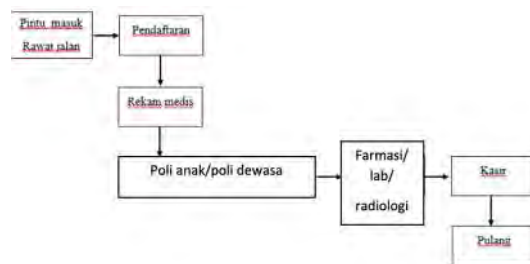 Pintu masuk
Rawat jalan
Pendaftaran
Rekam medis
Poli anak/poli dewasa
Farmasi/
lab/
radiologi
Kasir
Pulang